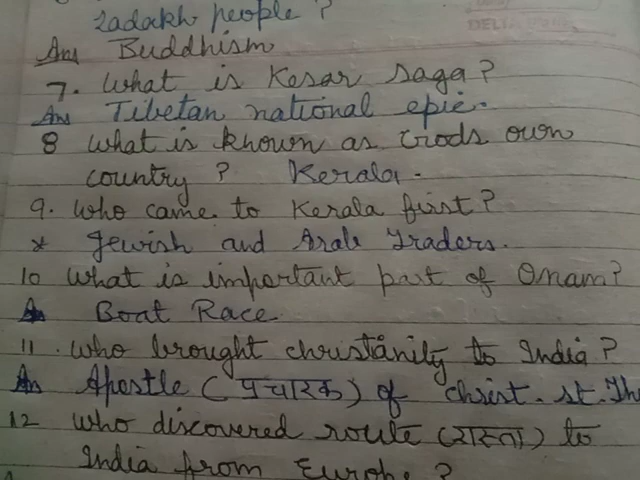 Ladakh people ?
Ans Buddhism
7. What is Kesar saga?
Ans Tibetan national epic.
8 What is known as Gods own
country ? Kerala.
9. Who came to Kerala first?
* Jewish and Arab Traders.
10 What is important part of Onam?
A Boat Race
11. Who brought christanity to India ?
An Apostle (प्रचारक) of christ. st. Th
12 Who discovered route (रास्ता) to
India from Europe ?